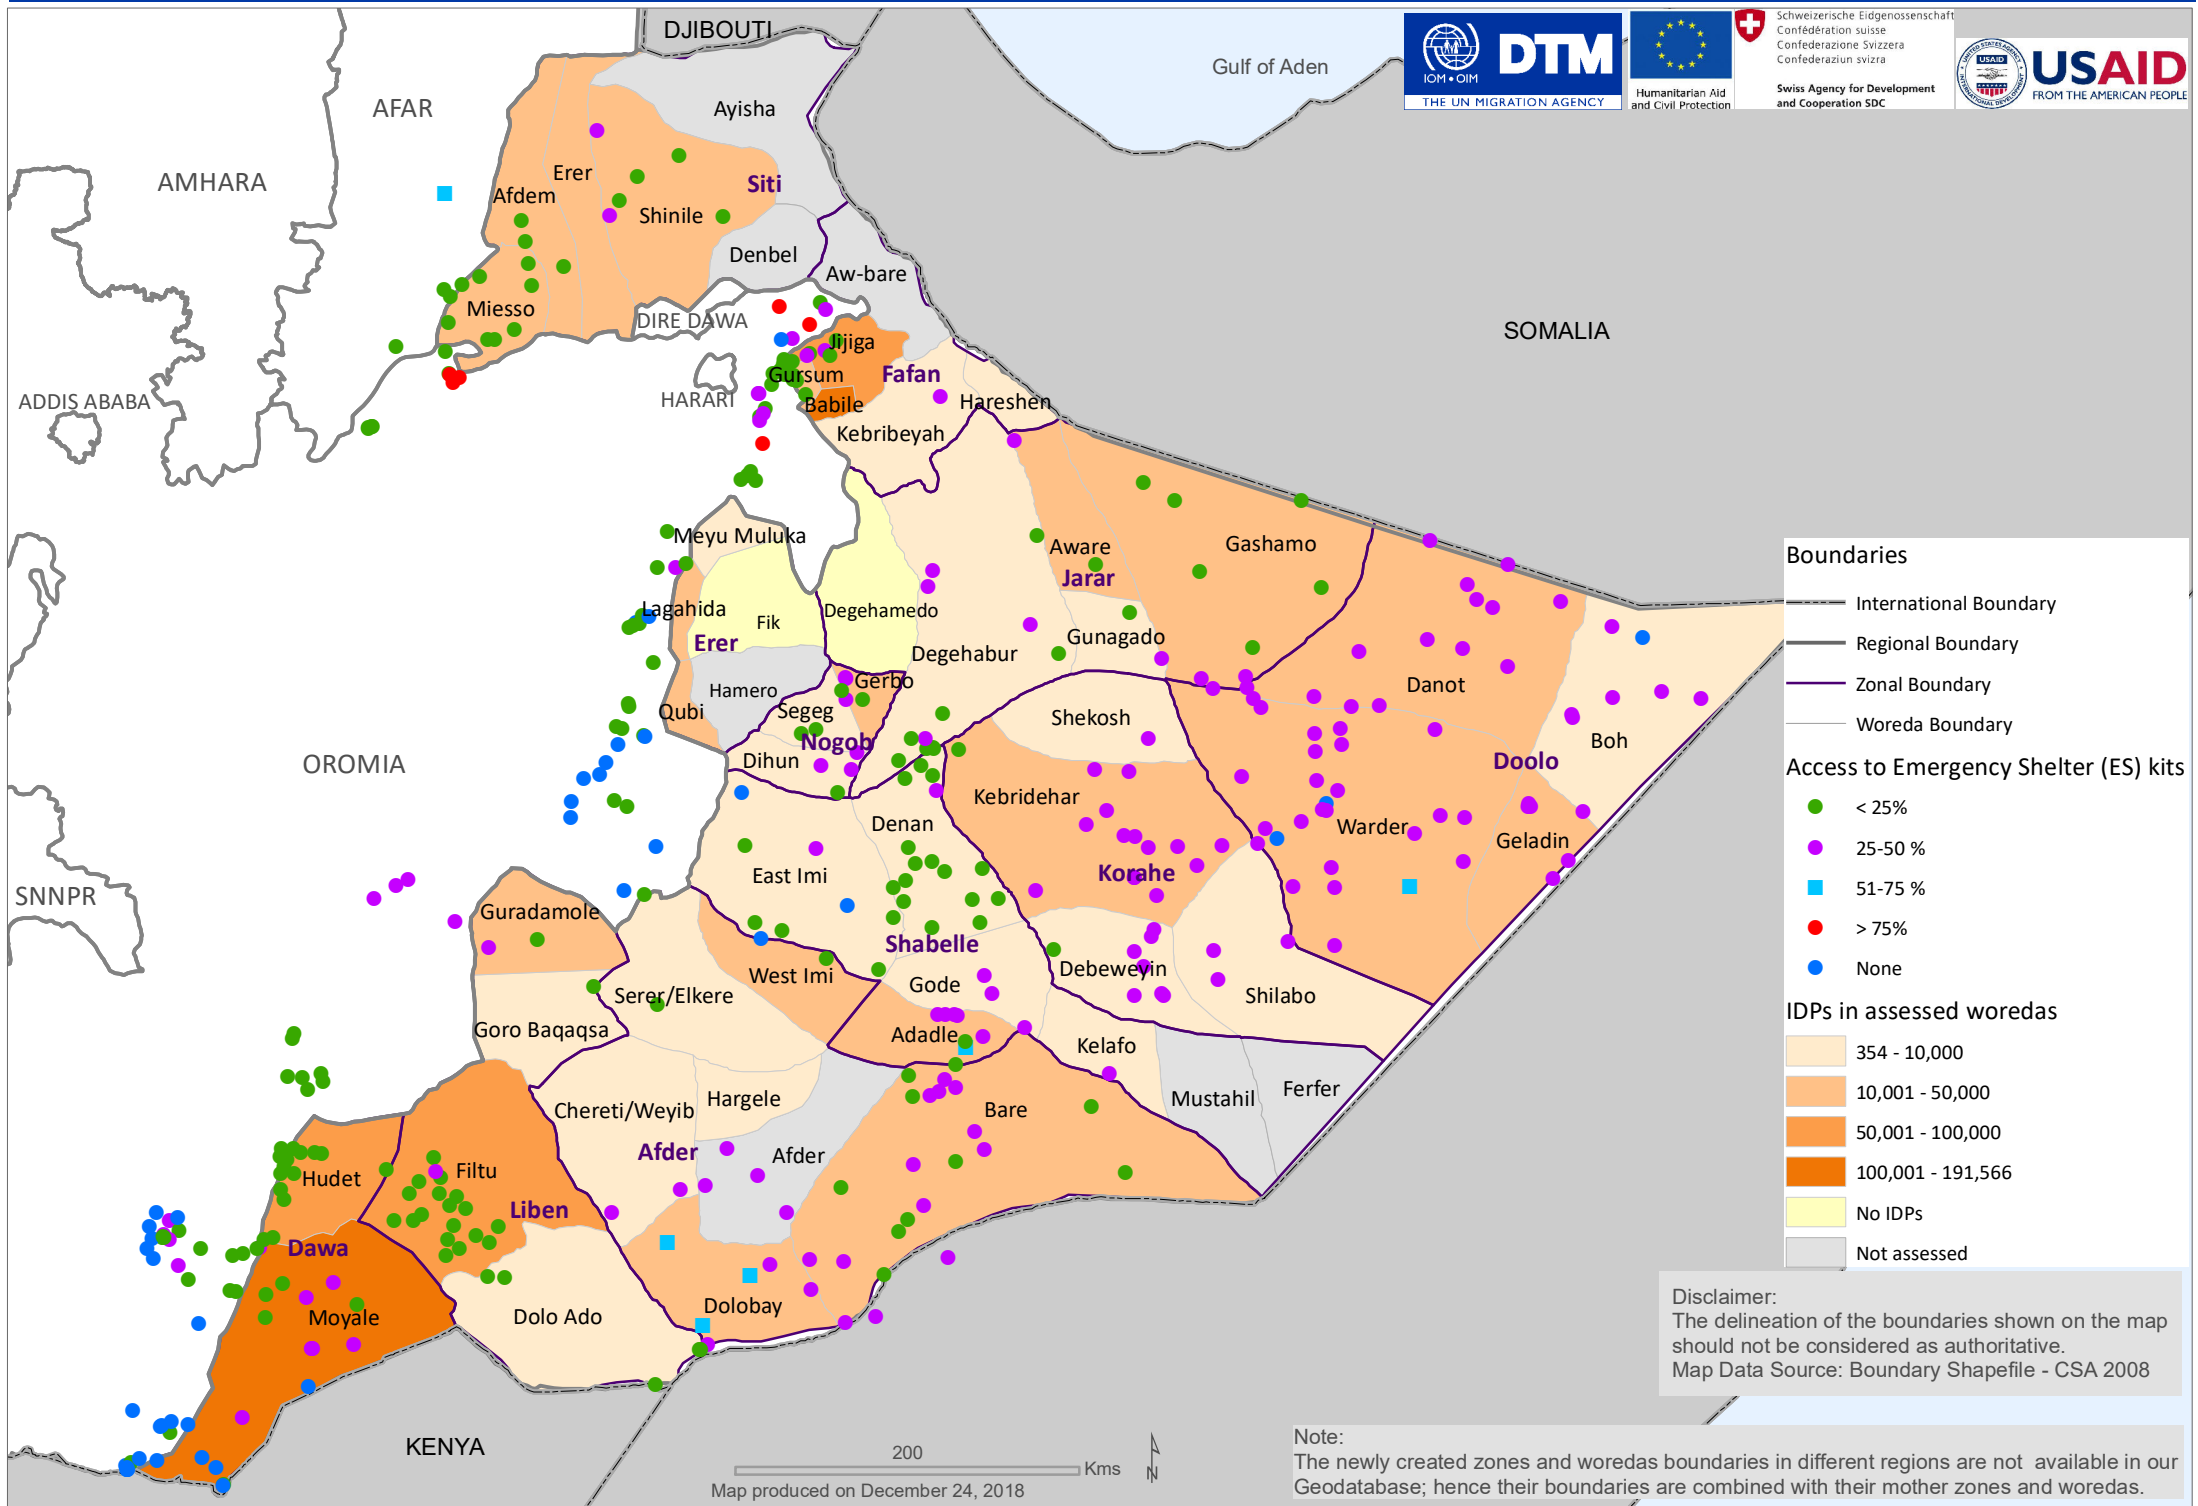 DJIBOUTI
Gulf of Aden
IOM • OIM
DTM
THE UN MIGRATION AGENCY
Humanitarian Aid
and Civil Protection
Schweizerische Eidgenossenschaft
Confédération suisse
Confederazione Svizzera
Confederaziun svizra
Swiss Agency for Development
and Cooperation SDC
USAID
USAID
FROM THE AMERICAN PEOPLE
AFAR
AMHARA
Ayisha
Erer
Afdem
Siti
Shinile
Denbel
Aw-bare
Miesso
DIRE DAWA
SOMALIA
Jijiga
Gursum
Fafan
ADDIS ABABA
HARARI
Babile
Hareshen
Kebribeyah
Meyu Muluka
Aware
Gashamo
Jarar
Lagahida
Fik
Degehamedo
Erer
Gunagado
Degehabur
Hamero
Gerbo
Danot
Qubi
Segeg
Shekosh
Nogob
Boh
OROMIA
Dihun
Doolo
Kebridehar
Denan
Warder
Geladin
East Imi
Korahe
SNNPR
Guradamole
Shabelle
West Imi
Debeweyin
Gode
Serer/Elkere
Shilabo
Goro Baqaqsa
Adadle
Kelafo
Ferfer
Hargele
Mustahil
Chereti/Weyib
Bare
Afder
Afder
Filtu
Hudet
Liben
Dawa
Dolobay
Moyale
Dolo Ado
KENYA
Boundaries
International Boundary
Regional Boundary
Zonal Boundary
Woreda Boundary
Access to Emergency Shelter (ES) kits
< 25%
25-50 %
51-75 %
> 75%
None
IDPs in assessed woredas
354 - 10,000
10,001 - 50,000
50,001 - 100,000
100,001 - 191,566
No IDPs
Not assessed
Disclaimer:
The delineation of the boundaries shown on the map
should not be considered as authoritative.
Map Data Source: Boundary Shapefile - CSA 2008
200
Kms
N
Map produced on December 24, 2018
Note:
The newly created zones and woredas boundaries in different regions are not available in our
Geodatabase; hence their boundaries are combined with their mother zones and woredas.